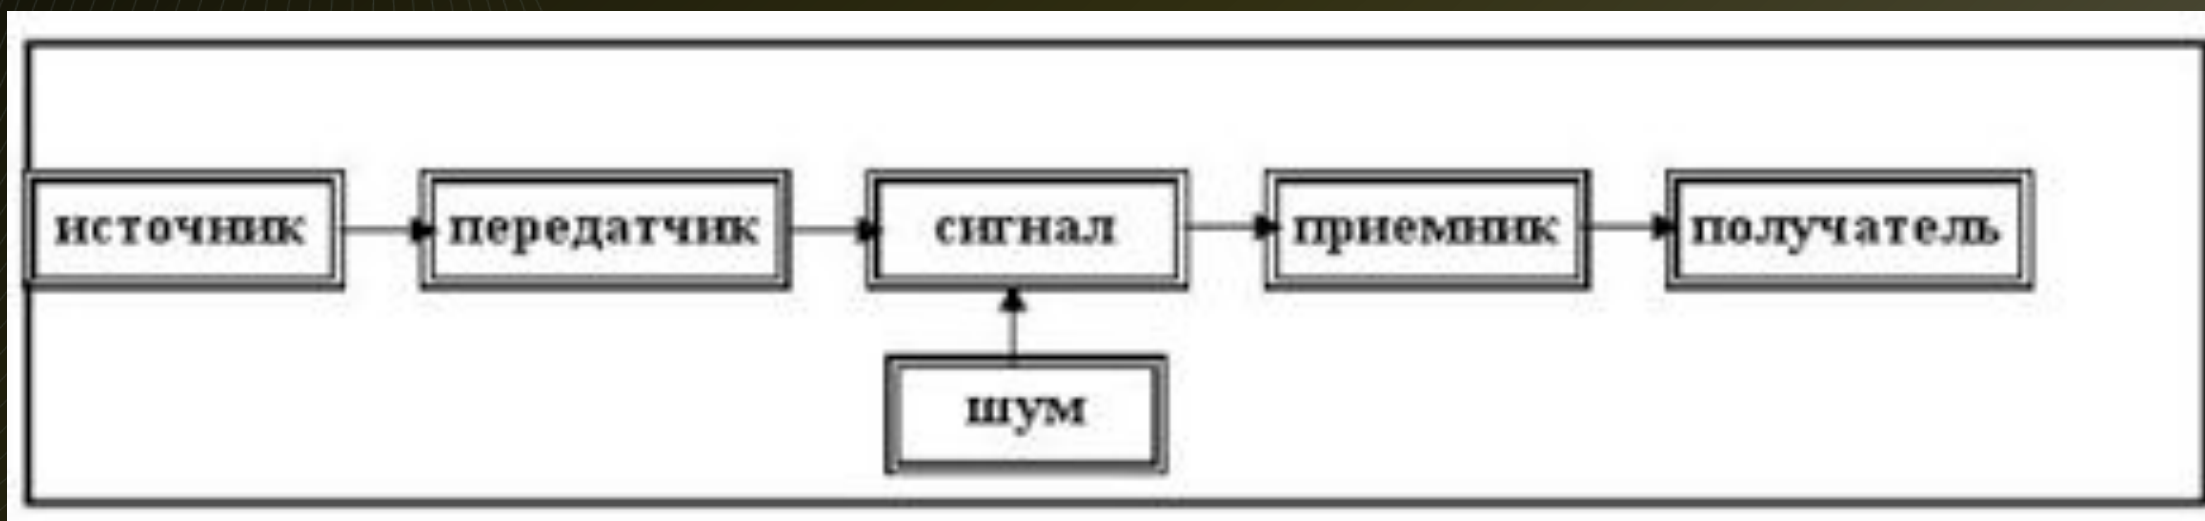 источник передатчик сигнал приемник получатель
шум